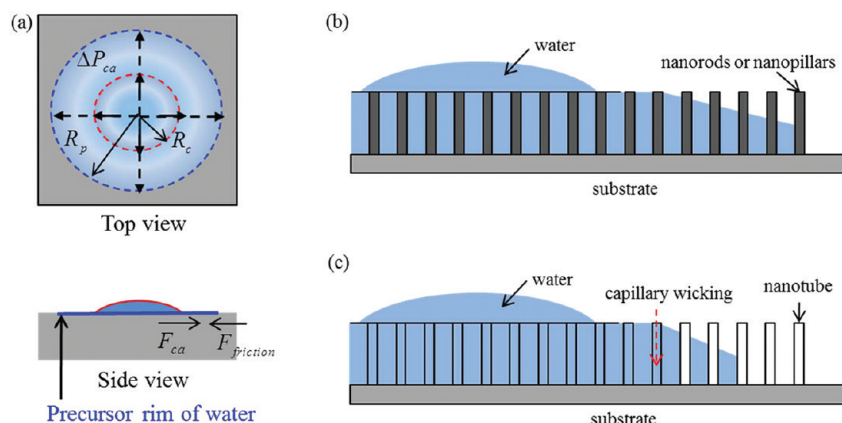 (a)
ΔP_ca
R_p
R_c
Top view
F_ca
F_friction
Side view
Precursor rim of water
(b)
water
nanorods or nanopillars
substrate
(c)
water
capillary wicking
nanotube
substrate